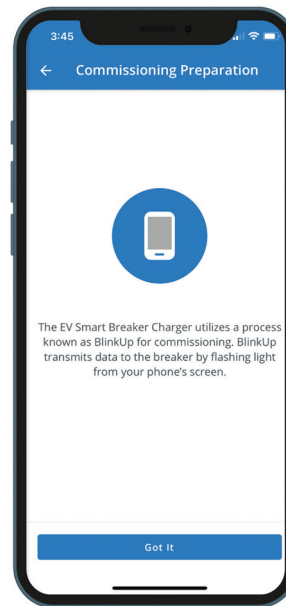 3:45
Commissioning Preparation
The EV Smart Breaker Charger utilizes a process
known as BlinkUp for commissioning. BlinkUp
transmits data to the breaker by flashing light
from your phone's screen.
Got It